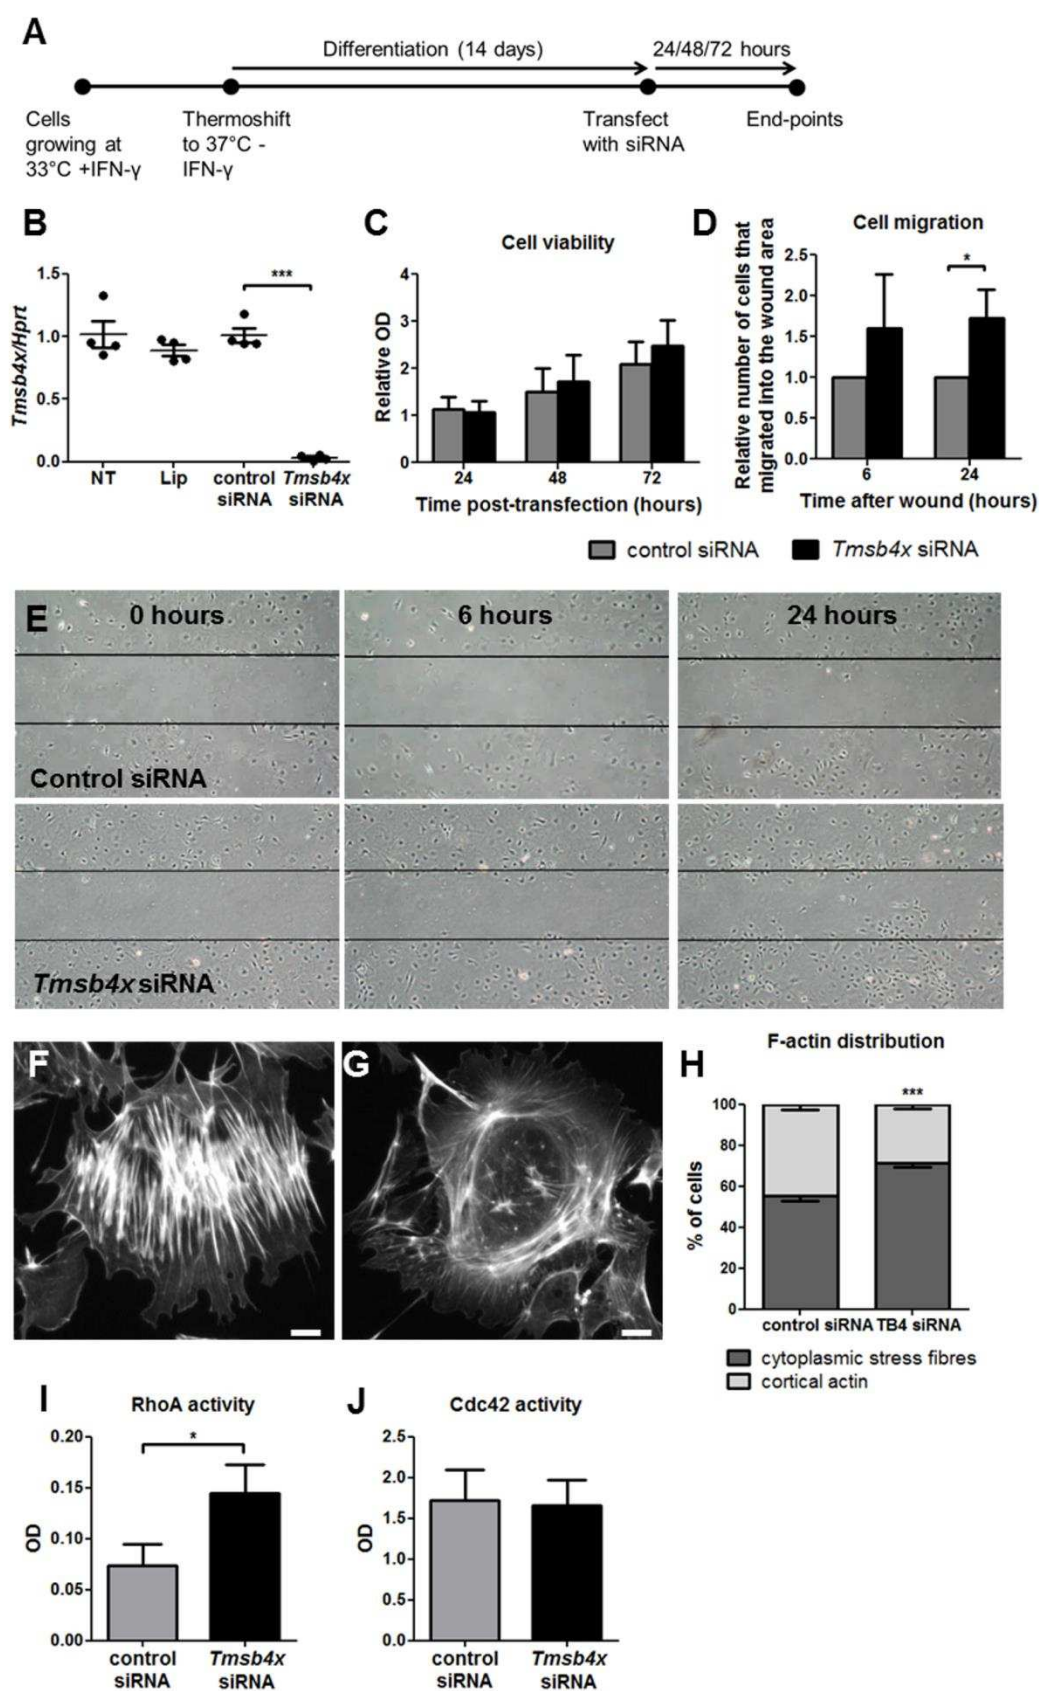 A
Differentiation (14 days)
24/48/72 hours
Cells
growing at
33°C +IFN-γ
Thermoshift
to 37°C -
IFN-γ
Transfect
with siRNA
End-points
B
Tmsb4x/Hprt
1.5
1.0
0.5
0.0
***
NT
Lip
control
siRNA
Tmsb4x
siRNA
C
Cell viability
Relative OD
4
3
2
1
0
24
48
72
Time post-transfection (hours)
D
Cell migration
Relative number of cells that
migrated into the wound area
2.5
2.0
1.5
1.0
0.5
0.0
*
6
24
Time after wound (hours)
control siRNA
Tmsb4x siRNA
E
0 hours
6 hours
24 hours
Control siRNA
Tmsb4x siRNA
F
G
H
F-actin distribution
***
% of cells
100
80
60
40
20
0
control siRNA
TB4 siRNA
cytoplasmic stress fibres
cortical actin
I
RhoA activity
*
OD
0.20
0.15
0.10
0.05
0.00
control
siRNA
Tmsb4x
siRNA
J
Cdc42 activity
OD
2.5
2.0
1.5
1.0
0.5
0.0
control
siRNA
Tmsb4x
siRNA